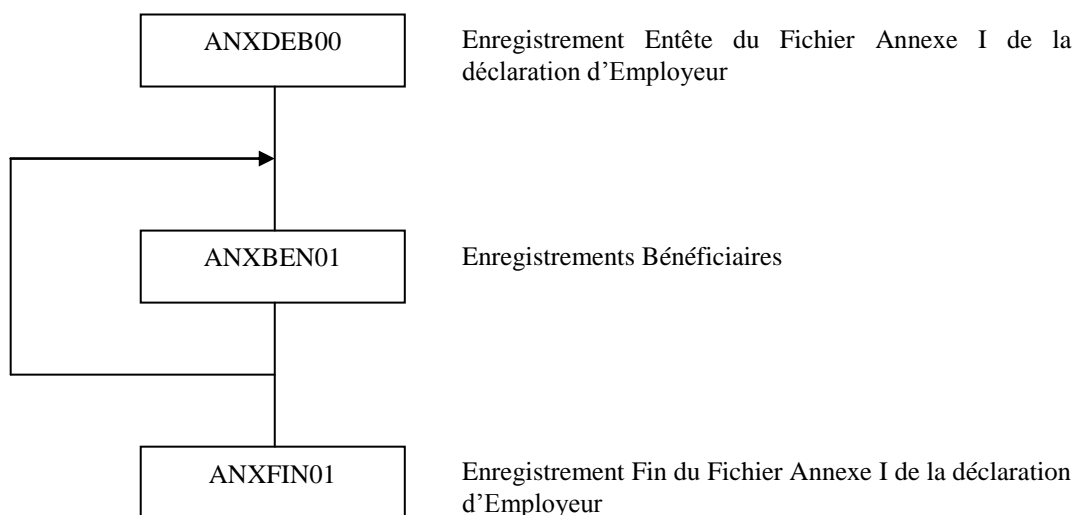 ANXDEB00
Enregistrement Entête du Fichier Annexe I de la
déclaration d’Employeur
ANXBEN01
Enregistrements Bénéficiaires
ANXFIN01
Enregistrement Fin du Fichier Annexe I de la déclaration
d’Employeur